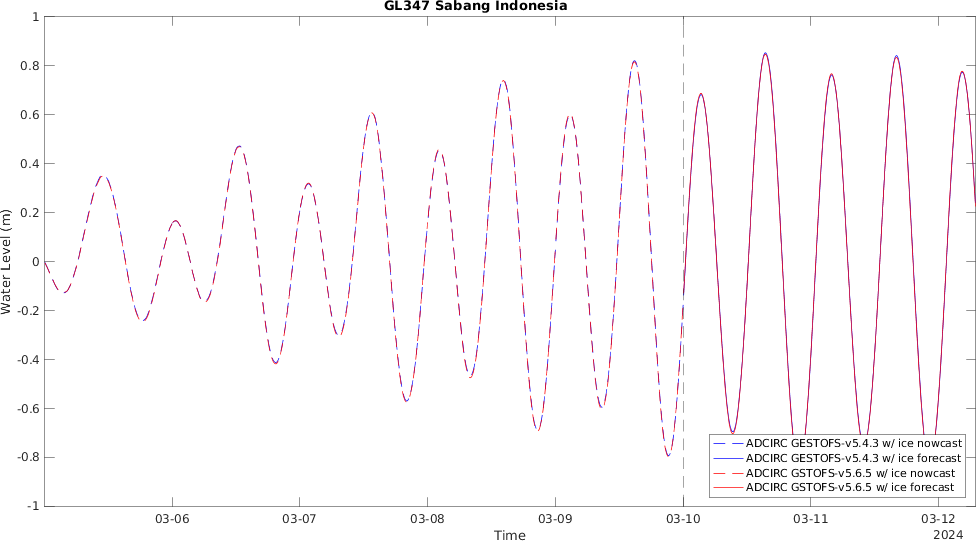 GL347 Sabang Indonesia
1
0.8
0.6
0.4
0.2
0
-0.2
-0.4
-0.6
-0.8
-1
Water Level (m)
ADCIRC GESTOFS-v5.4.3 w/ ice nowcast
ADCIRC GESTOFS-v5.4.3 w/ ice forecast
ADCIRC GSTOFS-v5.6.5 w/ ice nowcast
ADCIRC GSTOFS-v5.6.5 w/ ice forecast
03-06 03-07 03-08 03-09 03-10 03-11 03-12
Time 2024